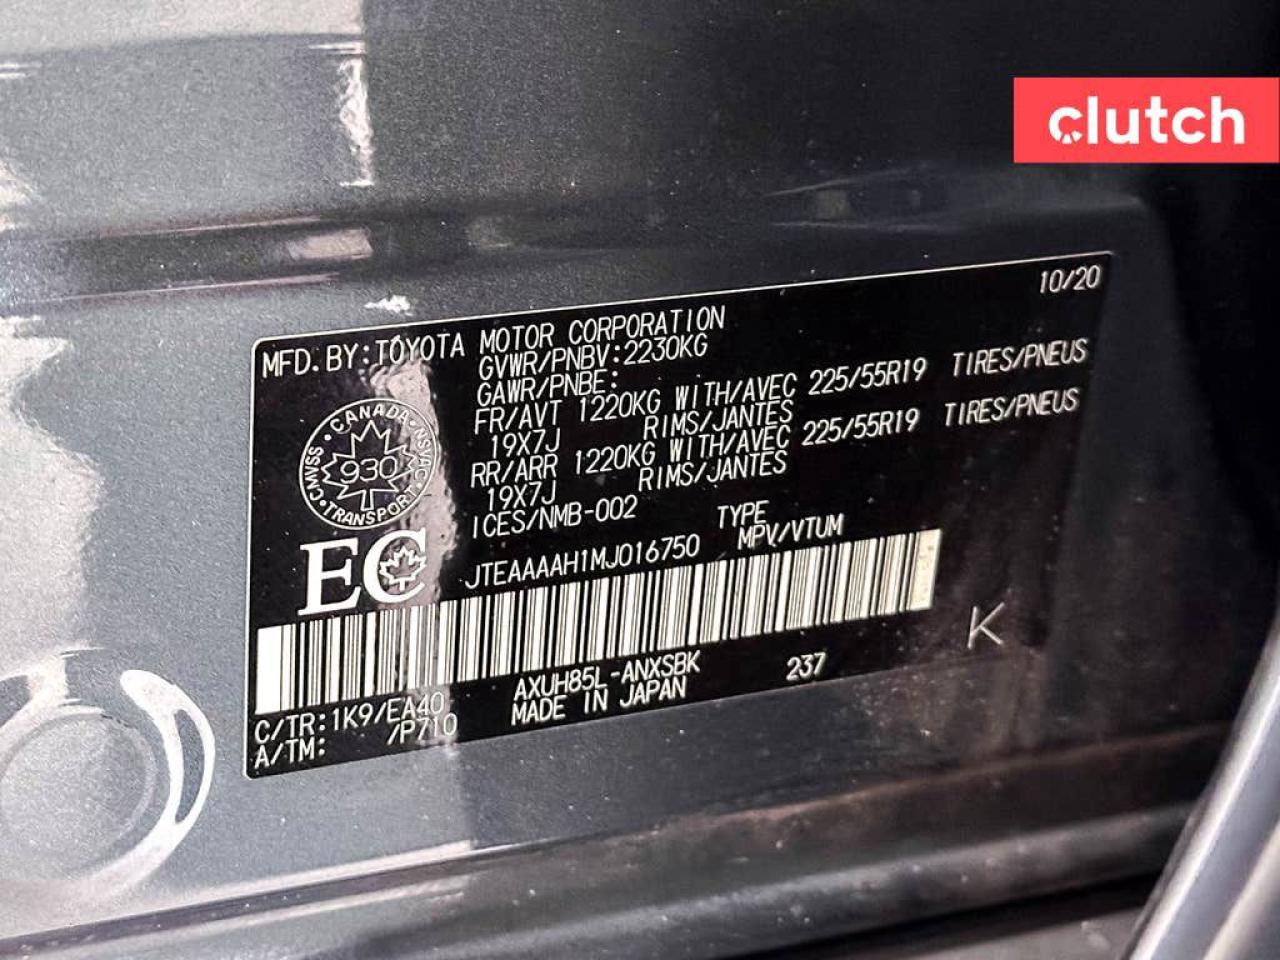 clutch
10/20
MFD. BY: TOYOTA MOTOR CORPORATION
GVWR/PNBV: 2230KG
GAWR/PNBE:
FR/AVT 1220KG WITH/AVEC 225/55R19 TIRES/PNEUS
19X7J RIMS/JANTES
RR/ARR 1220KG WITH/AVEC 225/55R19 TIRES/PNEUS
19X7J RIMS/JANTES
ICES/NMB-002
CANADA · NSVAC · TRANSPORT · CMVSS ·
930
EC
TYPE
JTEAAAAH1MJ016750 MPV/VTUM
K
AXUH85L-ANXSBK 237
C/TR: 1K9/EA40 MADE IN JAPAN
A/TM: /P710